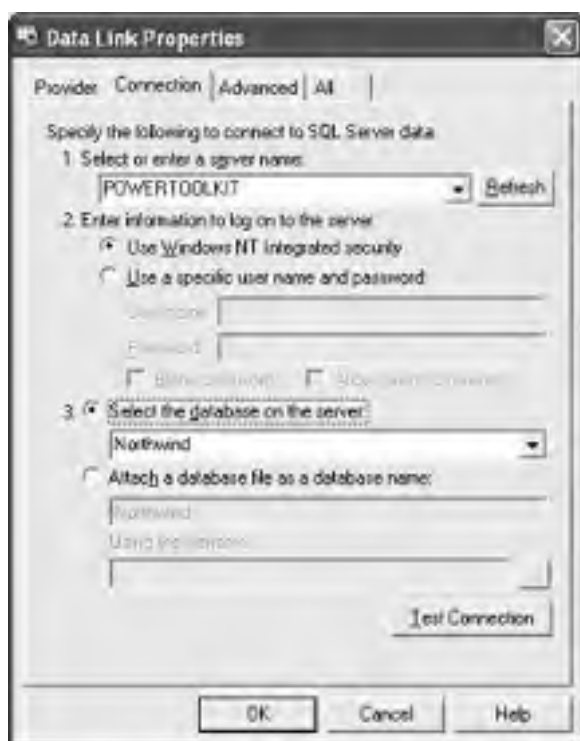 Data Link Properties
Provider Connection Advanced All
Specify the following to connect to SQL Server data
1. Select or enter a server name:
POWERTOOLKIT Refresh
2. Enter information to log on to the server
Use Windows NT Integrated security
Use a specific user name and password
Password
3. Select the database on the server:
Northwind
Attach a database file as a database name:
Northwind
Using the filename
Test Connection
OK Cancel Help